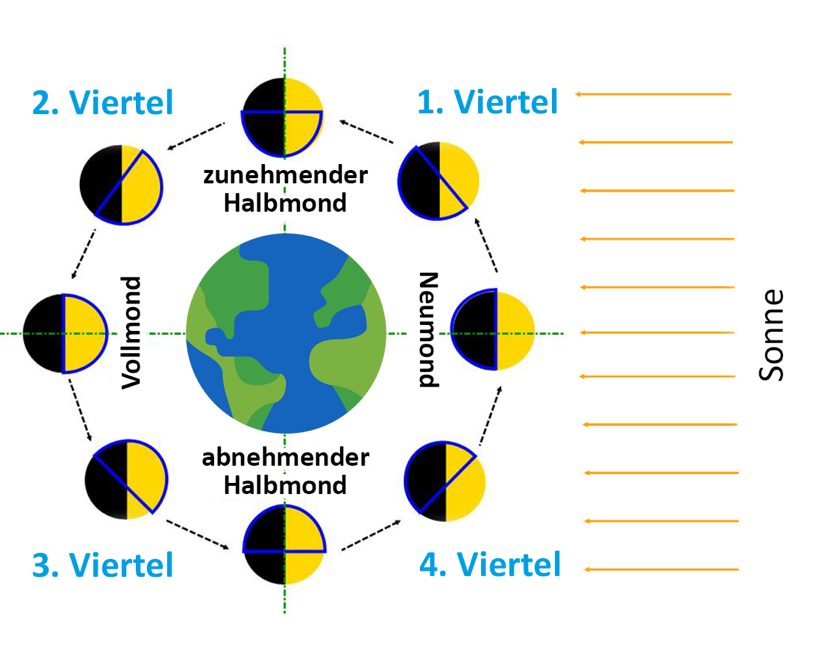 2. Viertel
1. Viertel
zunehmender
Halbmond
Vollmond
Neumond
Sonne
abnehmender
Halbmond
3. Viertel
4. Viertel